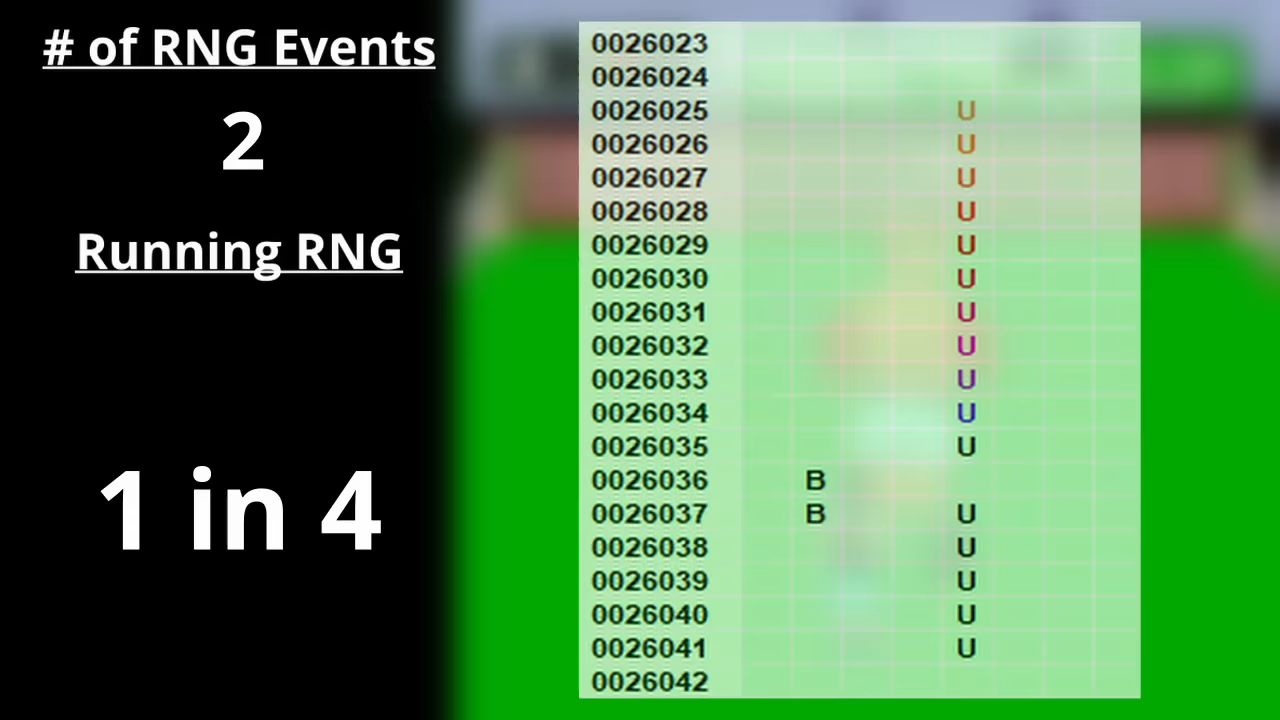 # of RNG Events
2
Running RNG
1 in 4
0026023
0026024
0026025 U
0026026 U
0026027 U
0026028 U
0026029 U
0026030 U
0026031 U
0026032 U
0026033 U
0026034 U
0026035 U
0026036 B
0026037 B U
0026038 U
0026039 U
0026040 U
0026041 U
0026042